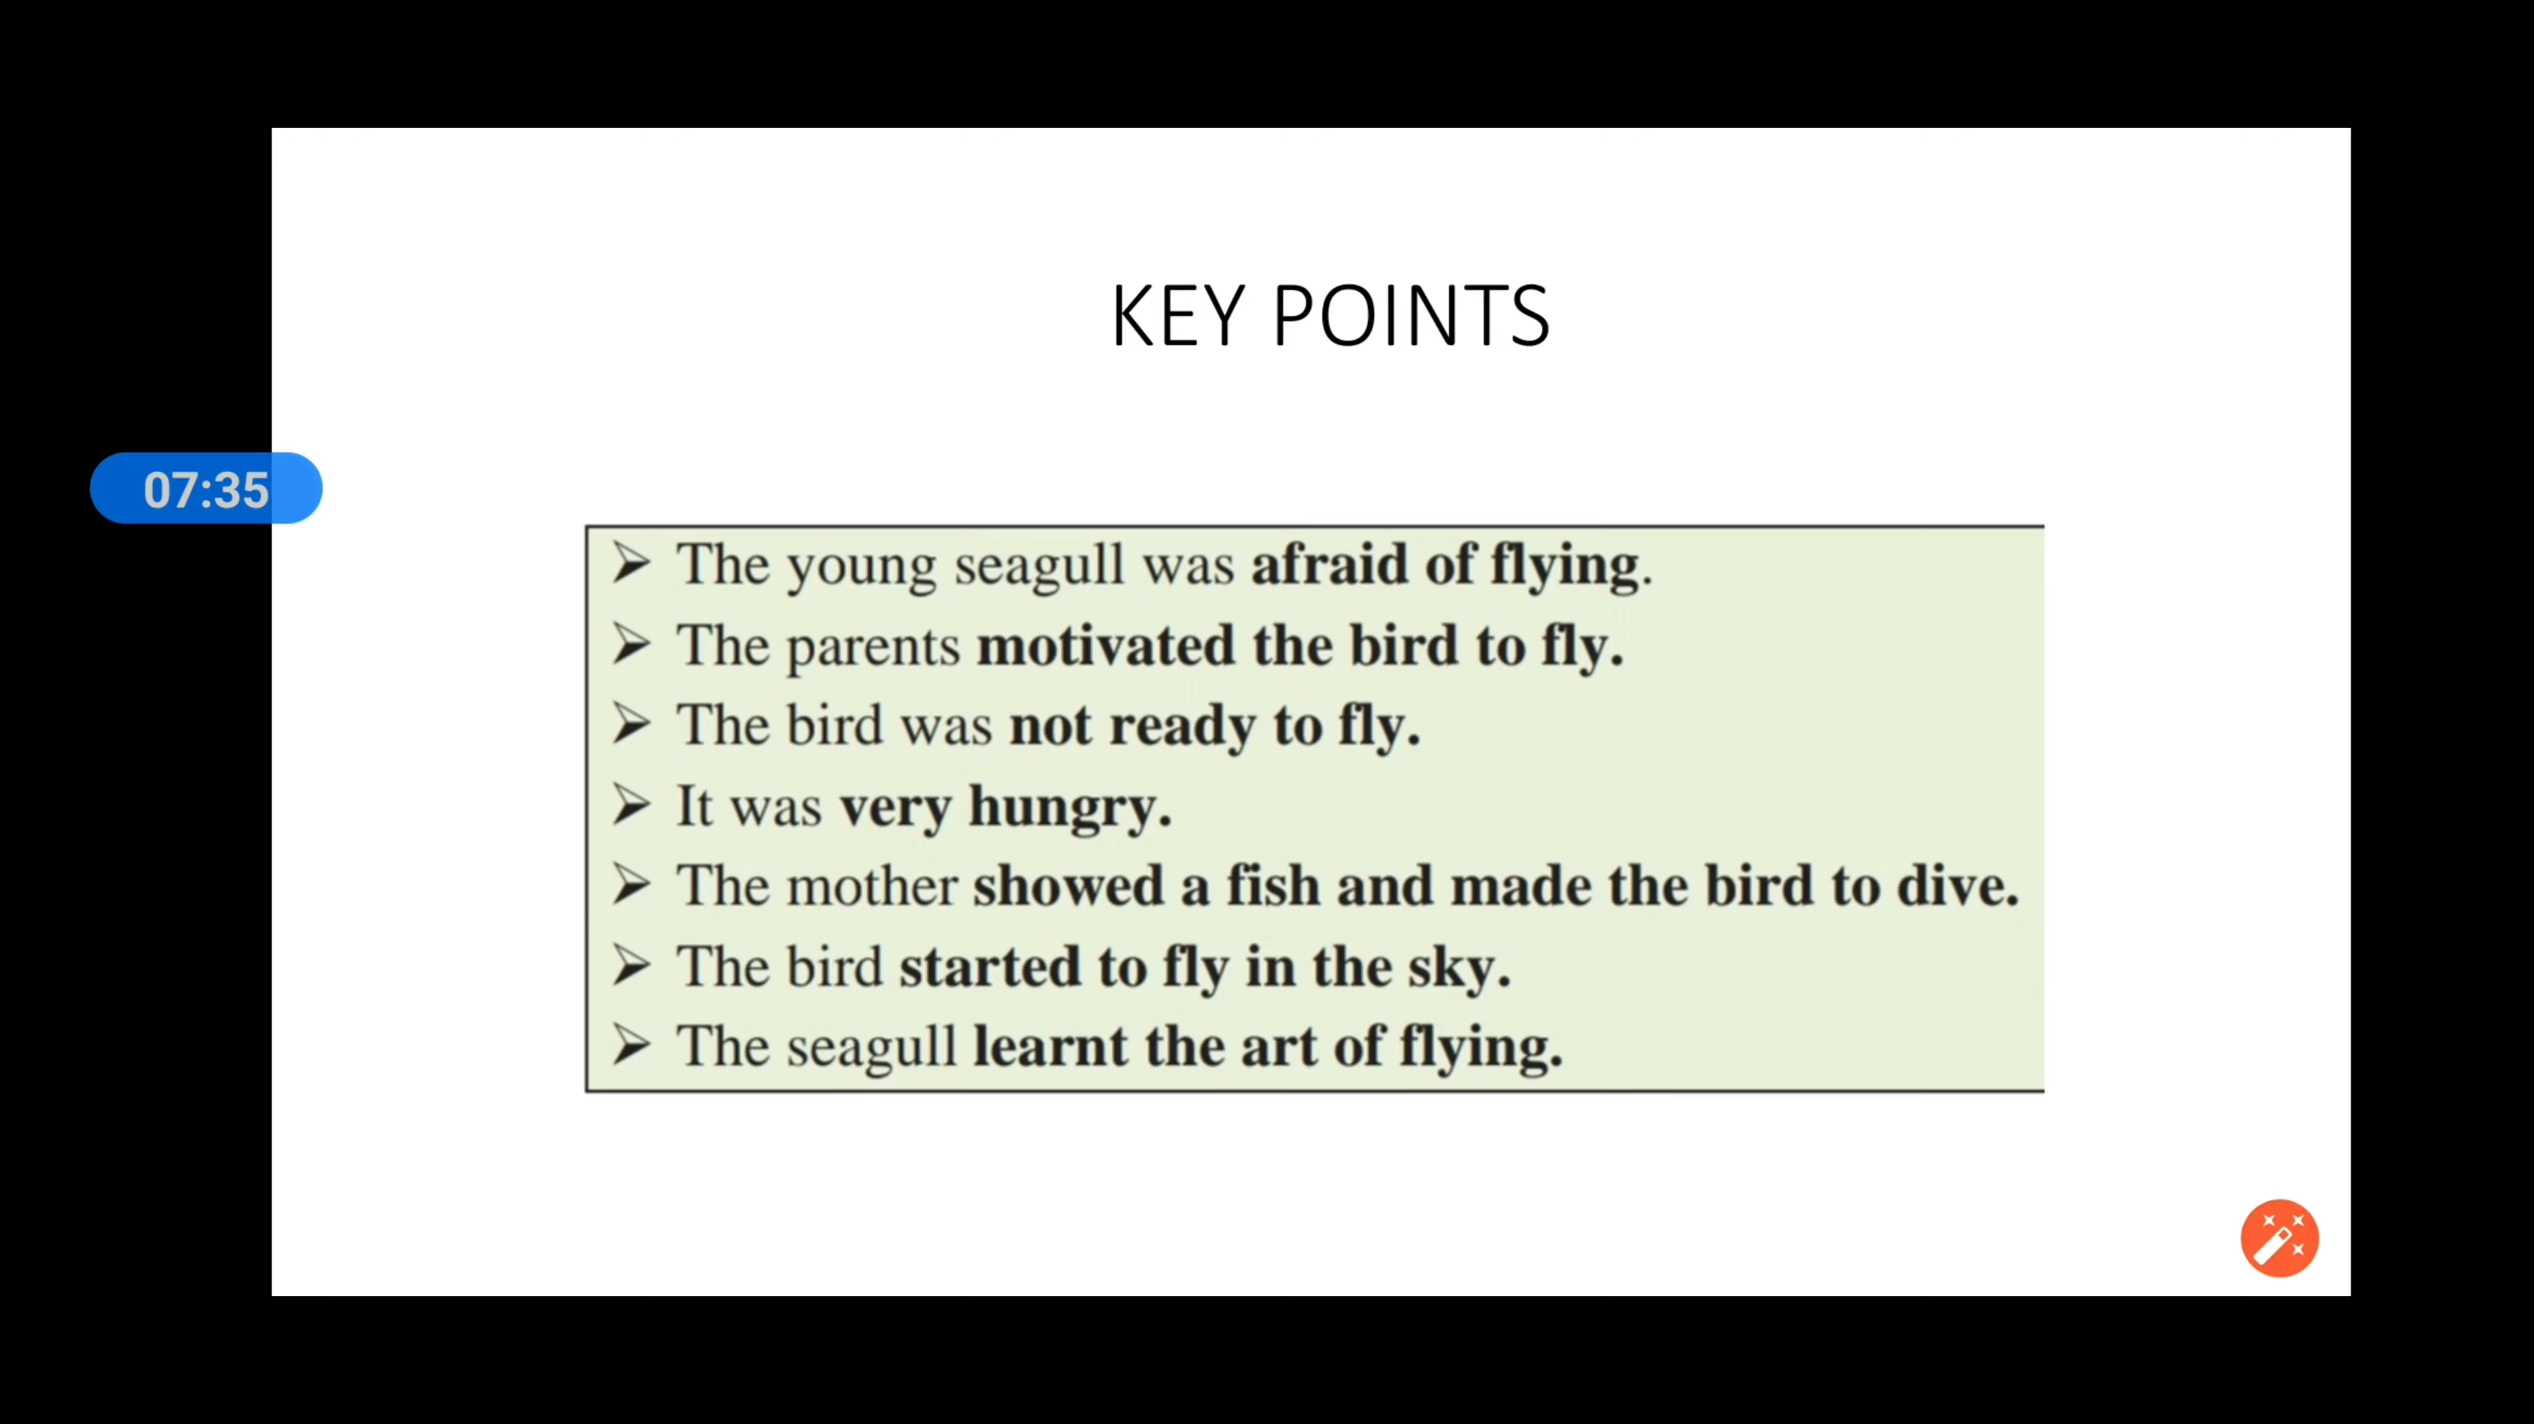 KEY POINTS
07:35
➢ The young seagull was afraid of flying.
➢ The parents motivated the bird to fly.
➢ The bird was not ready to fly.
➢ It was very hungry.
➢ The mother showed a fish and made the bird to dive.
➢ The bird started to fly in the sky.
➢ The seagull learnt the art of flying.